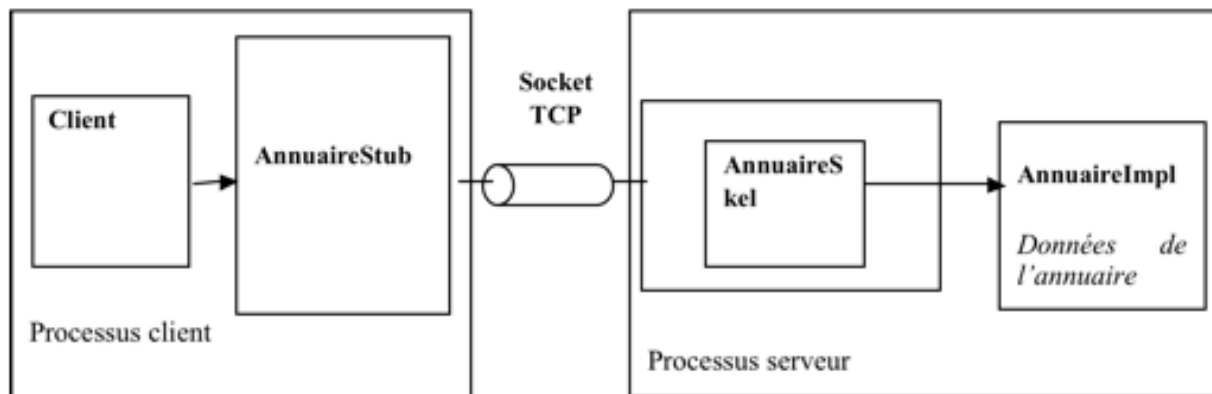 Client
AnnuaireStub
Processus client
Socket
TCP
AnnuaireS
kel
AnnuaireImpl
Données de
l'annuaire
Processus serveur